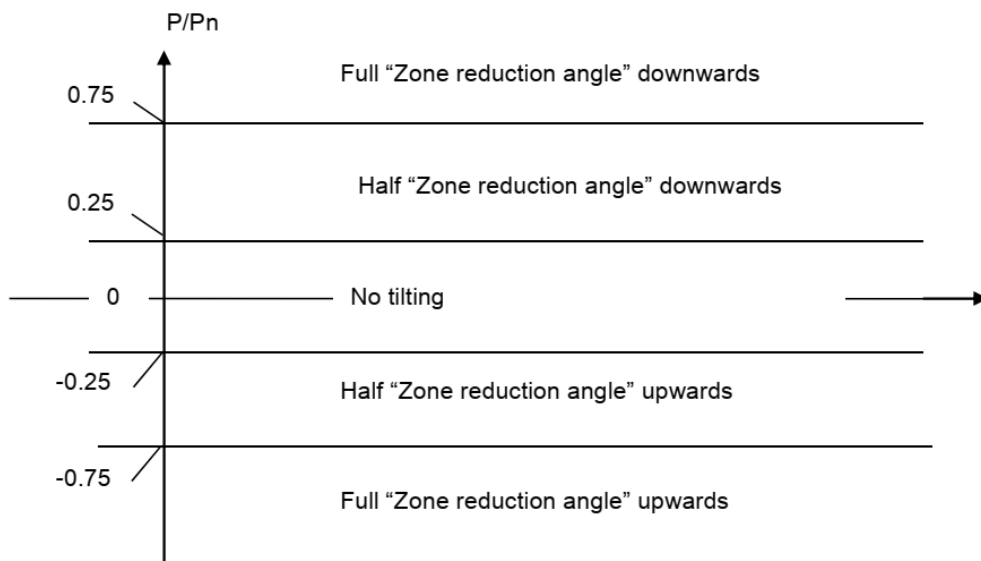 P/Pn
Full “Zone reduction angle” downwards
0.75
Half “Zone reduction angle” downwards
0.25
0
No tilting
-0.25
Half “Zone reduction angle” upwards
-0.75
Full “Zone reduction angle” upwards